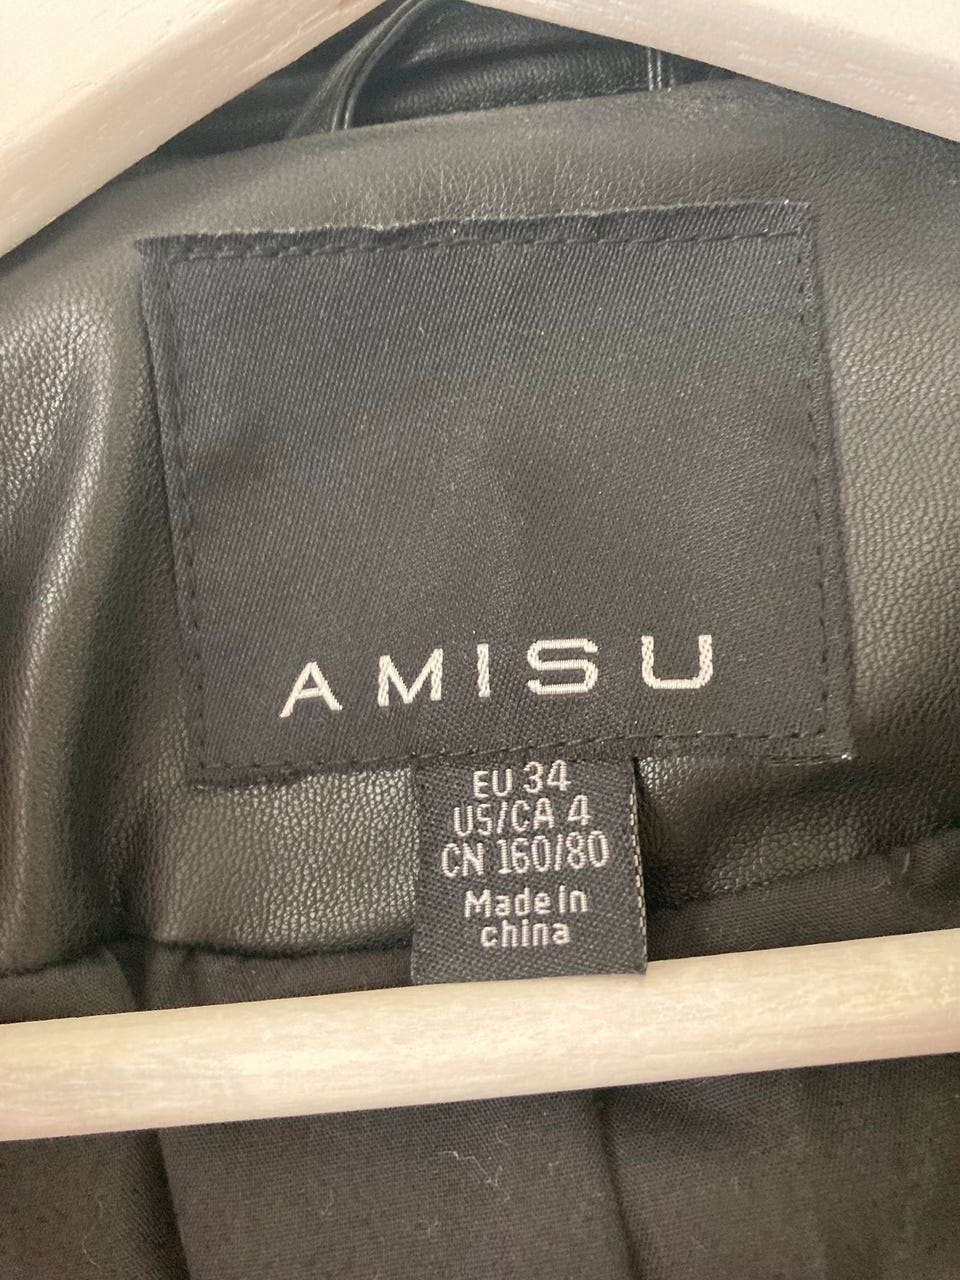 AMISU
EU 34
US/CA 4
CN 160/80
Made In
china